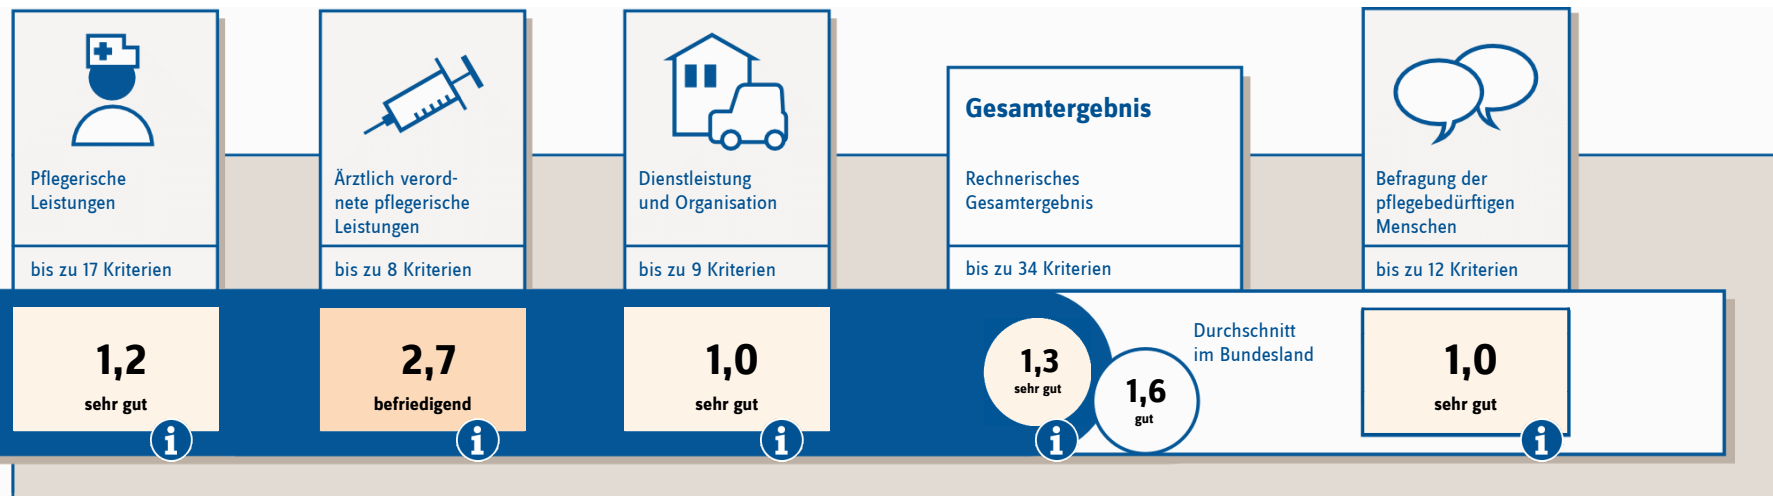 Pflegerische
Leistungen
bis zu 17 Kriterien
1,2
sehr gut
i
Ärztlich verord-
nete pflegerische
Leistungen
bis zu 8 Kriterien
2,7
befriedigend
i
Dienstleistung
und Organisation
bis zu 9 Kriterien
1,0
sehr gut
i
Gesamtergebnis
Rechnerisches
Gesamtergebnis
bis zu 34 Kriterien
1,3
sehr gut
i
Durchschnitt
im Bundesland
1,6
gut
Befragung der
pflegebedürftigen
Menschen
bis zu 12 Kriterien
1,0
sehr gut
i